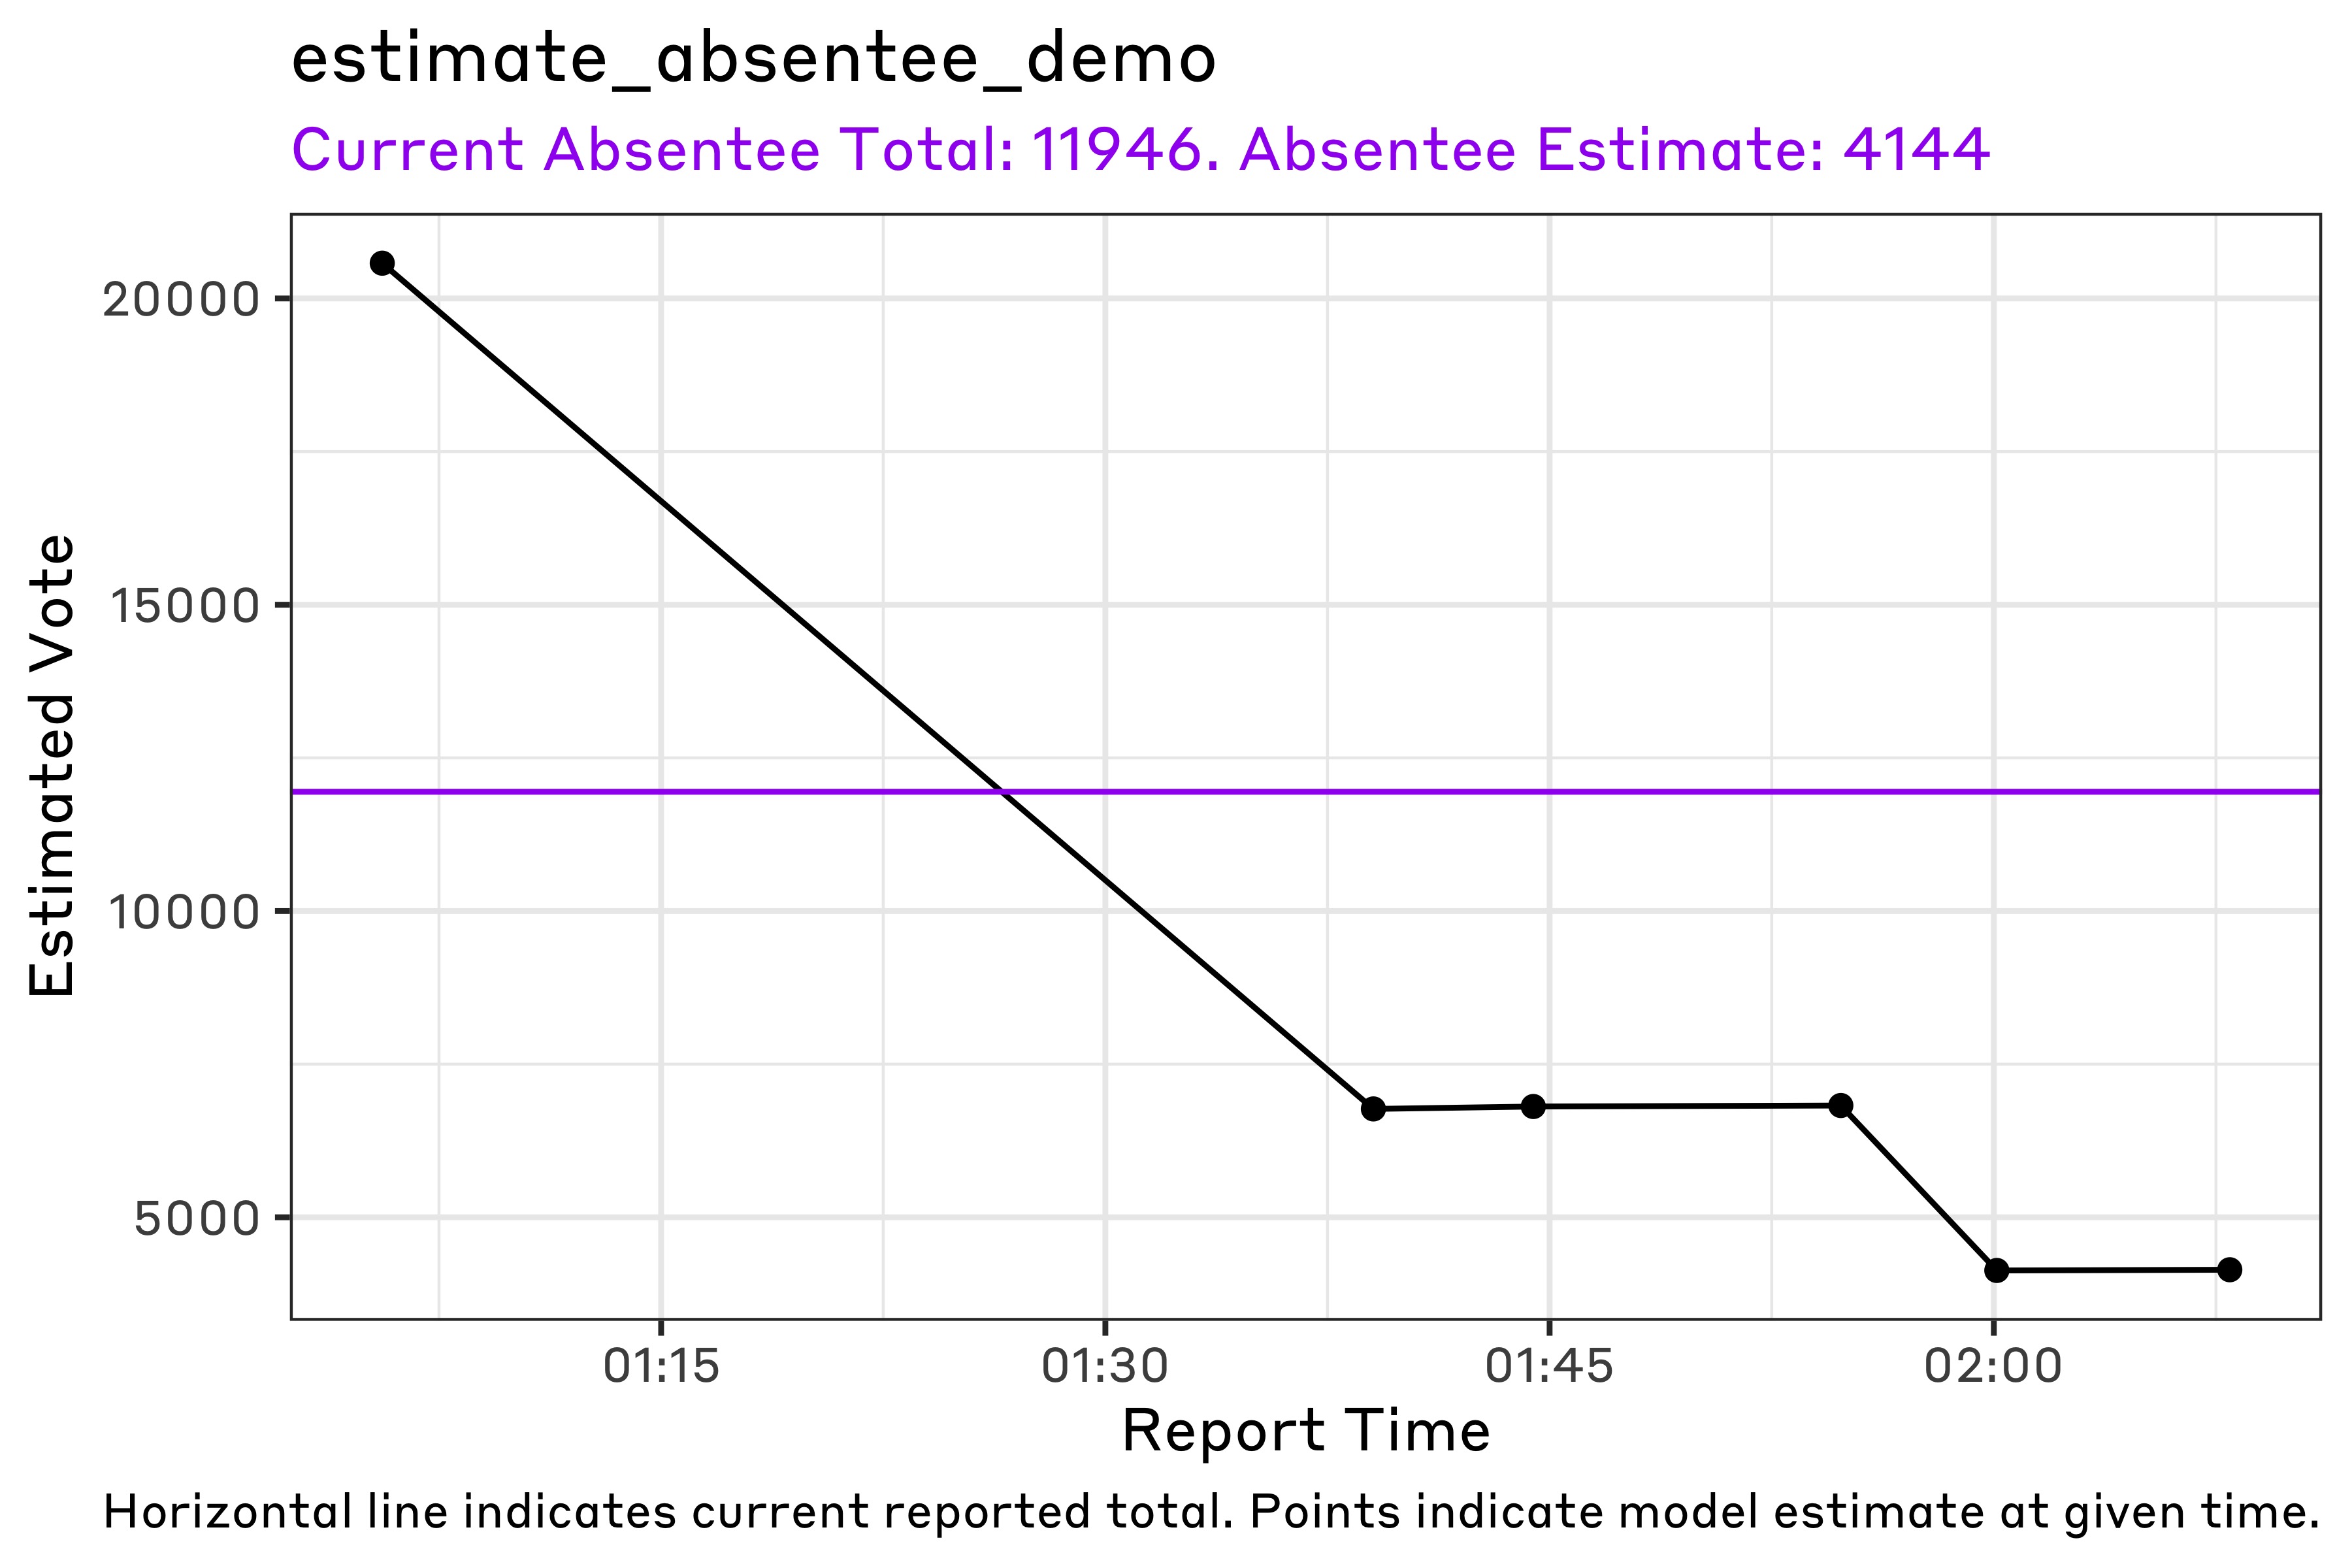 estimate_absentee_demo
Current Absentee Total: 11946. Absentee Estimate: 4144
Estimated Vote
20000
15000
10000
5000
01:15 01:30 01:45 02:00
Report Time
Horizontal line indicates current reported total. Points indicate model estimate at given time.